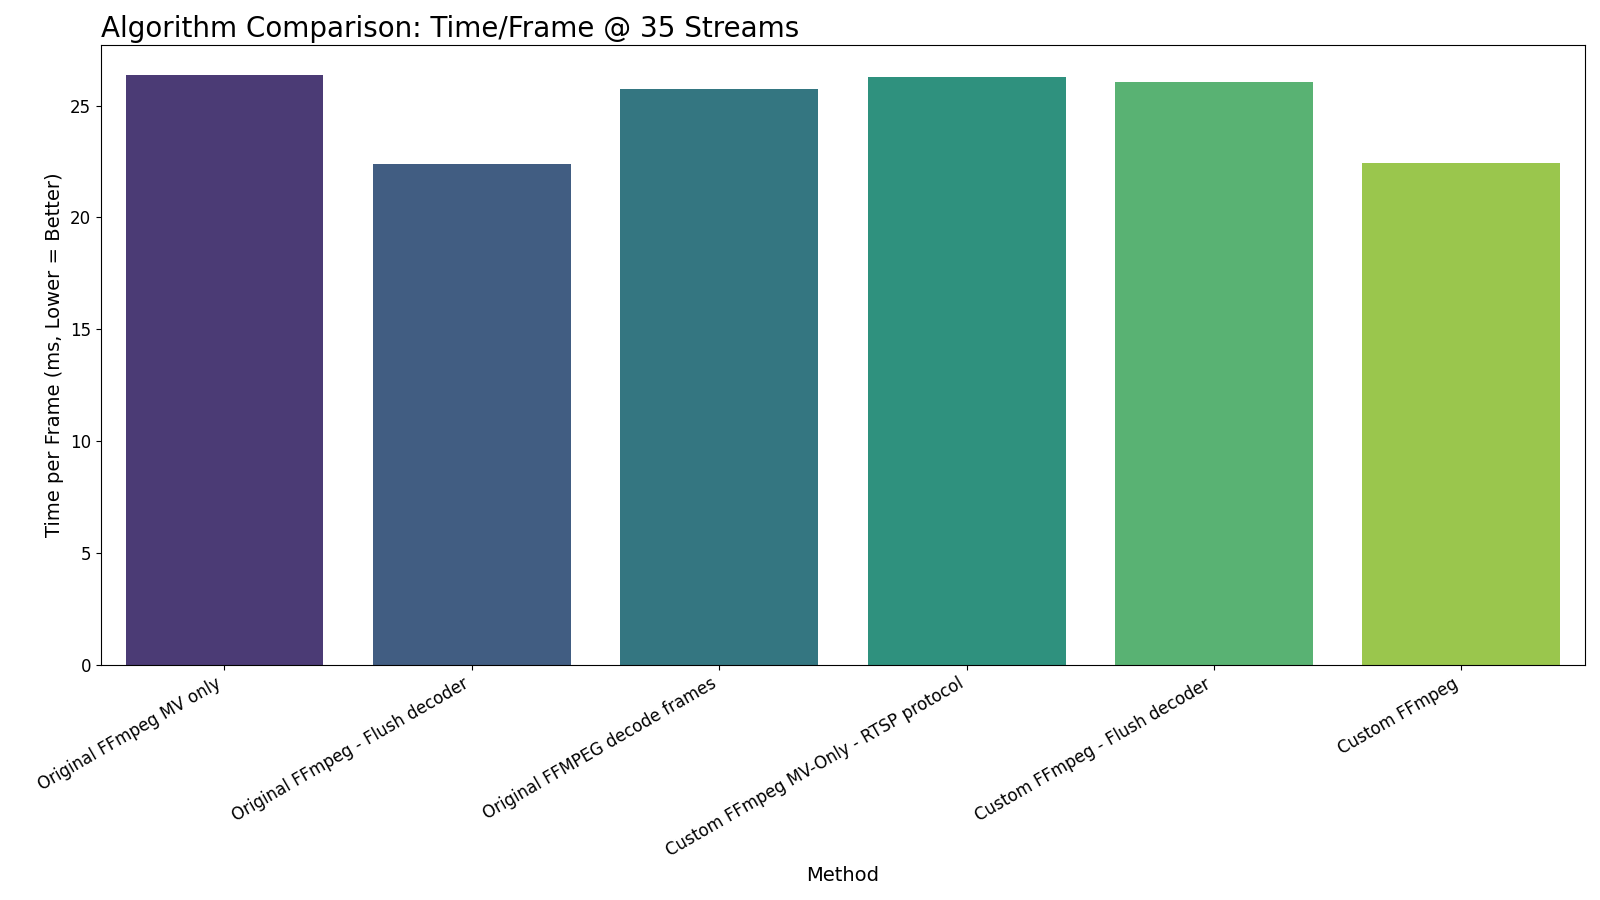 Algorithm Comparison: Time/Frame @ 35 Streams
Time per Frame (ms, Lower = Better)
25
20
15
10
5
0
Original FFmpeg MV only
Original FFmpeg - Flush decoder
Original FFMPEG decode frames
Custom FFmpeg MV-Only - RTSP protocol
Custom FFmpeg - Flush decoder
Custom FFmpeg
Method